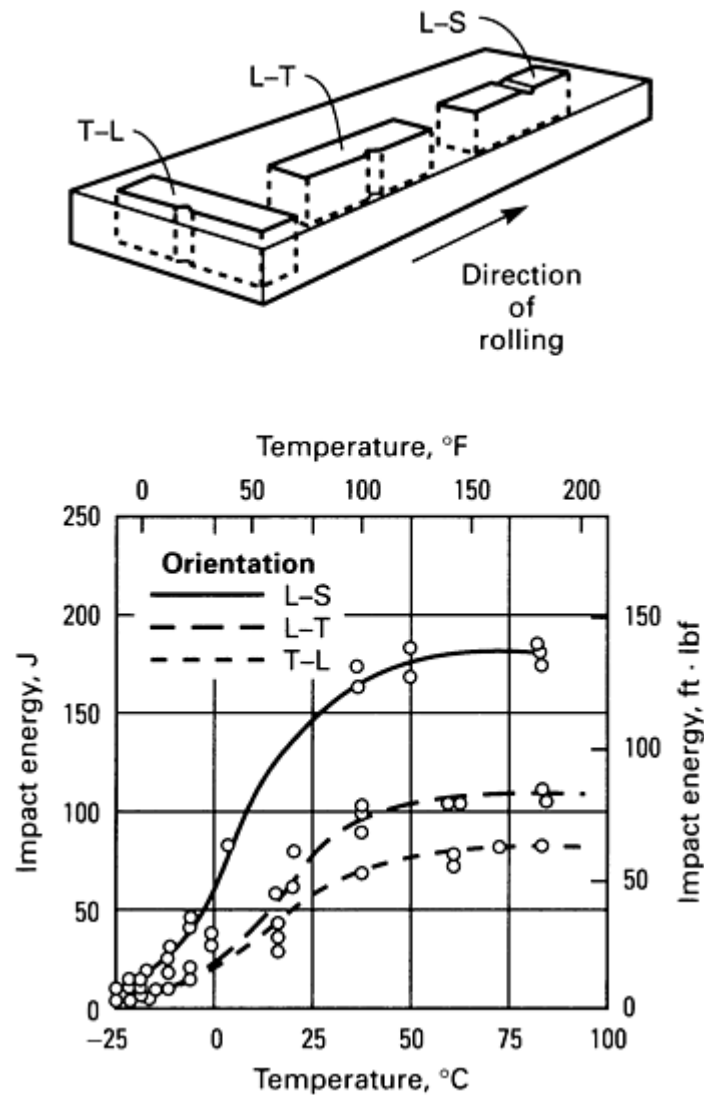 L–S
L–T
T–L
Direction
of
rolling
Temperature, °F
0 50 100 150 200
250
200
150
100
50
0
Impact energy, J
Orientation
L–S
L–T
T–L
150
100
50
0
Impact energy, ft · lbf
−25 0 25 50 75 100
Temperature, °C